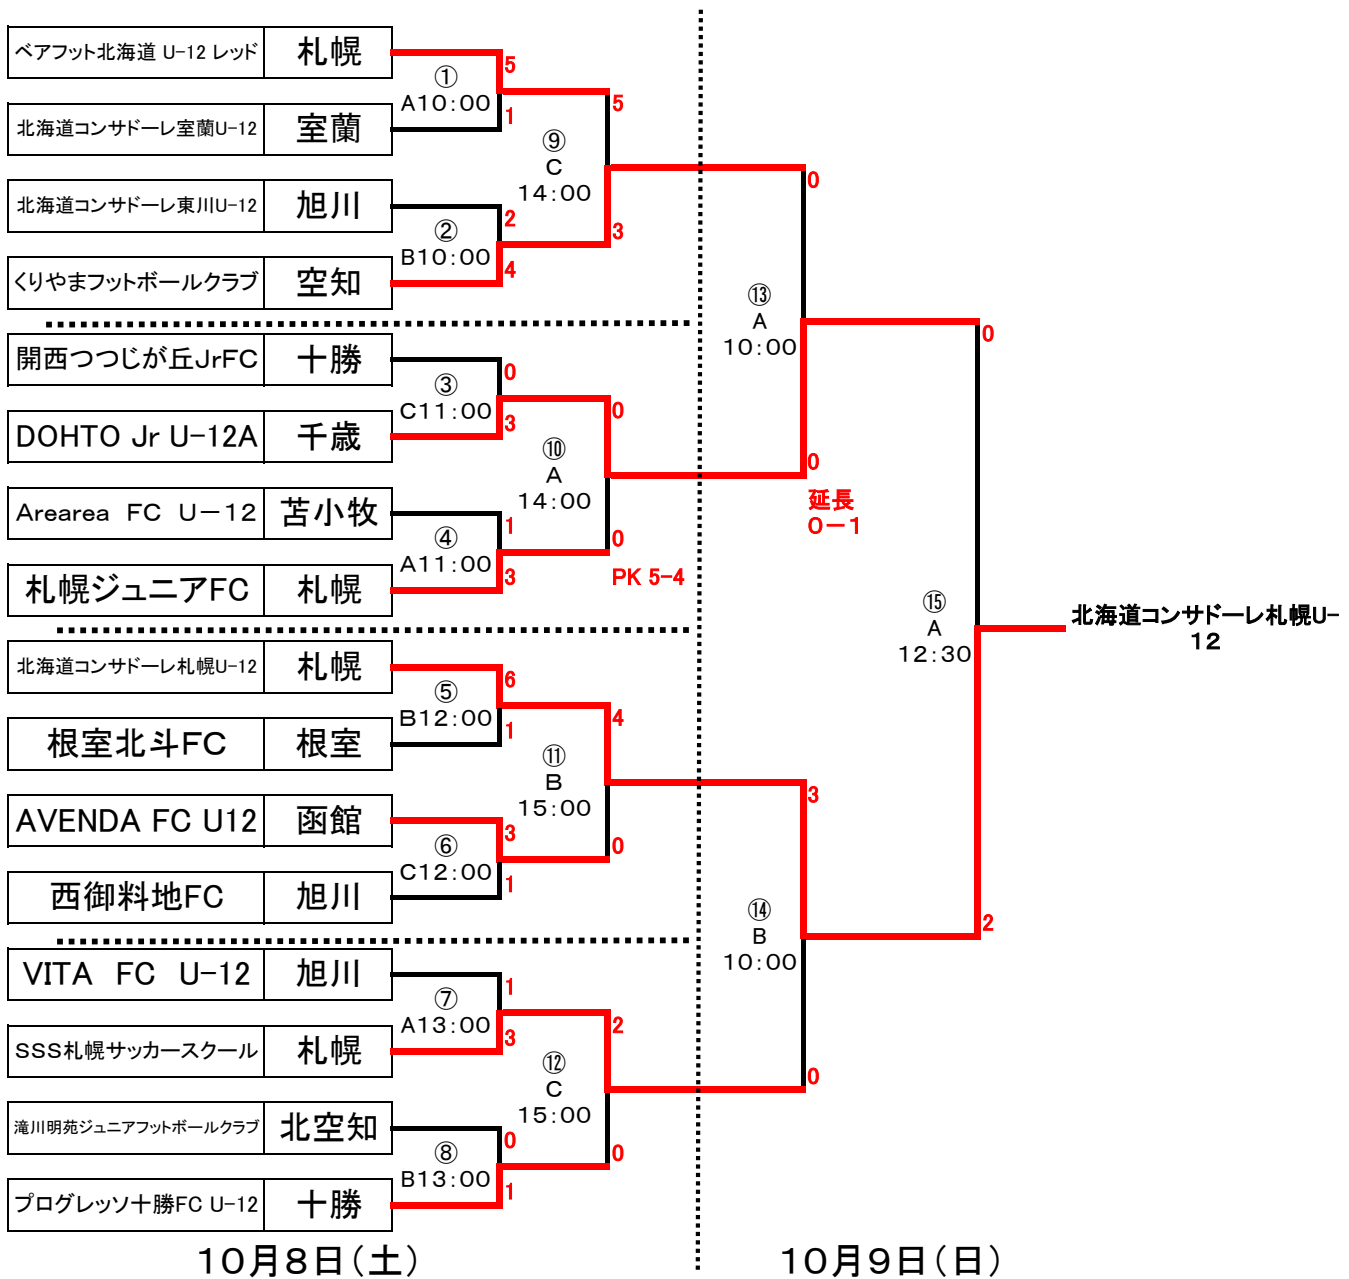 ベアフット北海道 U-12 レッド 札幌
① A10:00
5
1
北海道コンサドーレ室蘭U-12 室蘭
⑨
C
14:00
5
3
北海道コンサドーレ東川U-12 旭川
② B10:00
2
4
くりやまフットボールクラブ 空知
開西つつじが丘JrFC 十勝
③ C11:00
0
3
DOHTO Jr U-12A 千歳
⑩
A
14:00
0
0
PK 5-4
Arearea FC U-12 苫小牧
④ A11:00
1
3
札幌ジュニアFC 札幌
⑬
A
10:00
0
0
延長
0-1
北海道コンサドーレ札幌U-12 札幌
⑤ B12:00
6
1
根室北斗FC 根室
⑪
B
15:00
4
0
AVENDA FC U12 函館
⑥ C12:00
3
1
西御料地FC 旭川
VITA FC U-12 旭川
⑦ A13:00
1
3
SSS札幌サッカースクール 札幌
⑫
C
15:00
2
0
滝川明苑ジュニアフットボールクラブ 北空知
⑧ B13:00
0
1
プログレッソ十勝FC U-12 十勝
⑭
B
10:00
3
0
⑮
A
12:30
0
2
北海道コンサドーレ札幌U-
12
10月8日(土)
10月9日(日)